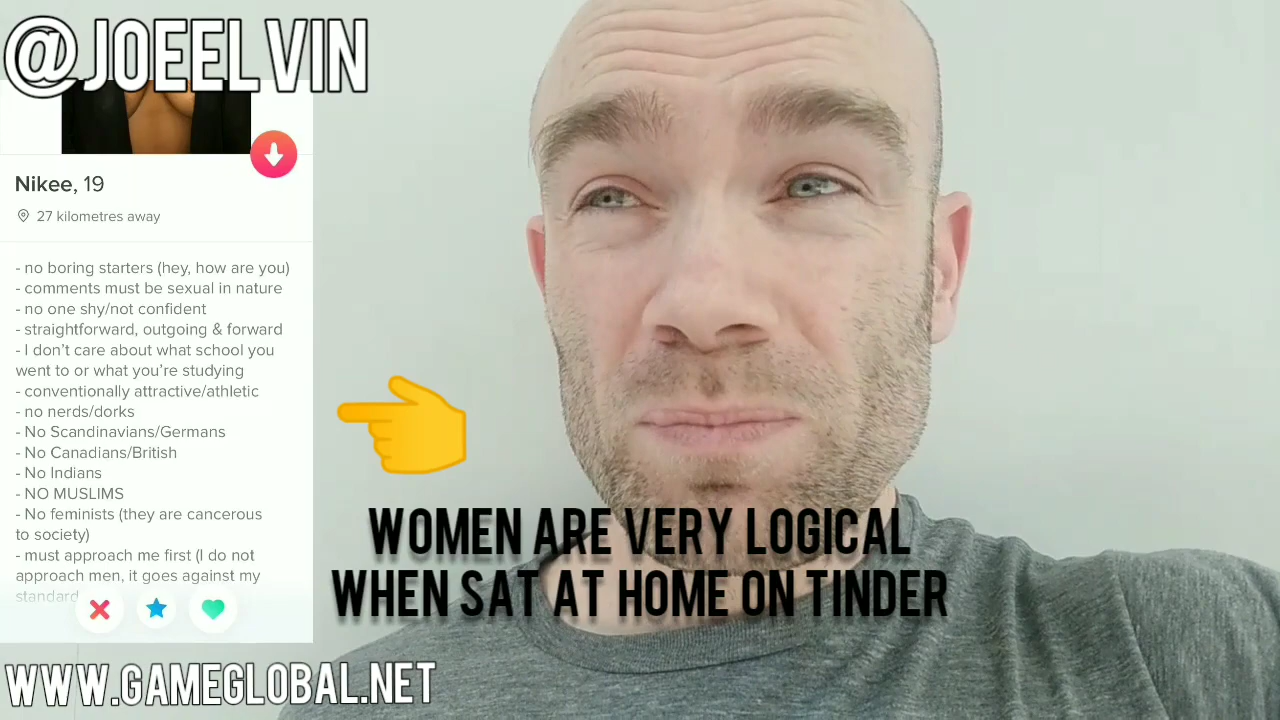 @JOEELVIN
Nikee, 19
27 kilometres away
- no boring starters (hey, how are you)
- comments must be sexual in nature
- no one shy/not confident
- straightforward, outgoing & forward
- I don't care about what school you
went to or what you're studying
- conventionally attractive/athletic
- no nerds/dorks
- No Scandinavians/Germans
- No Canadians/British
- No Indians
- NO MUSLIMS
- No feminists (they are cancerous
to society)
- must approach me first (I do not
approach men, it goes against my
standard
WOMEN ARE VERY LOGICAL
WHEN SAT AT HOME ON TINDER
WWW.GAMEGLOBAL.NET